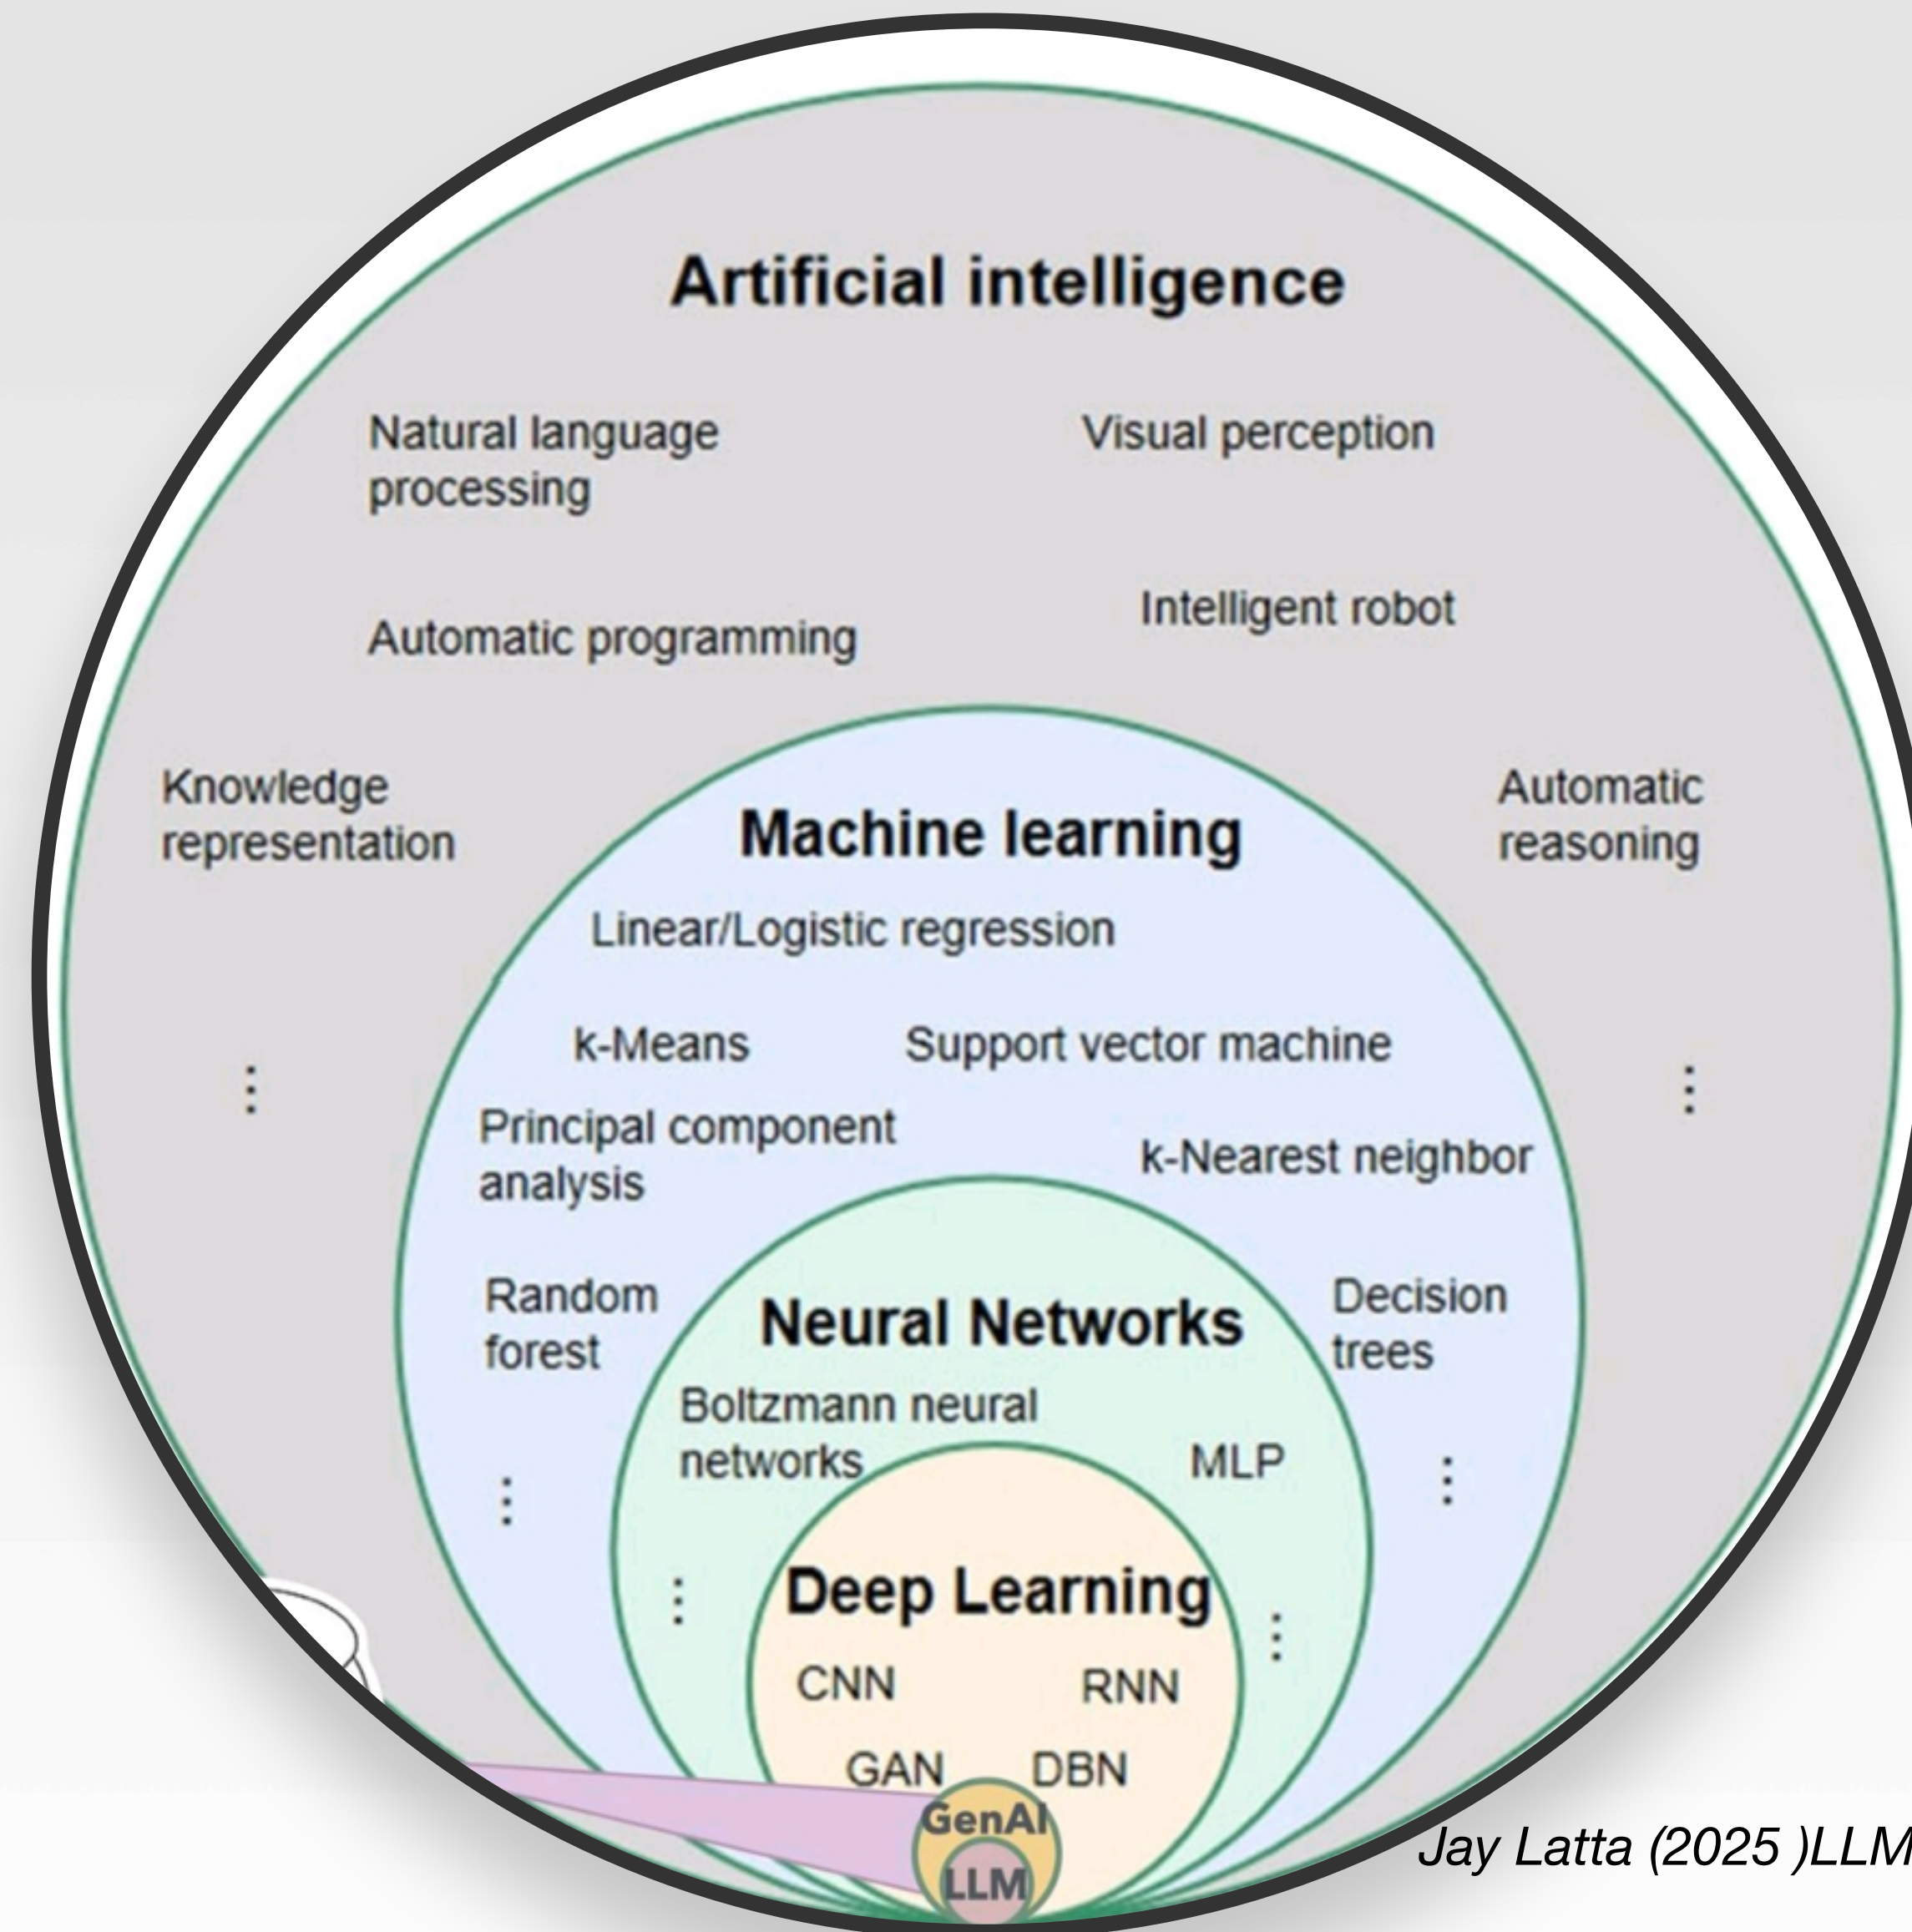 Artificial intelligence
Natural language
processing
Visual perception
Automatic programming
Intelligent robot
Knowledge
representation
Automatic
reasoning
⋮
⋮
Machine learning
Linear/Logistic regression
k-Means
Support vector machine
Principal component
analysis
k-Nearest neighbor
Random
forest
Decision
trees
⋮
⋮
Neural Networks
Boltzmann neural
networks
MLP
⋮
⋮
Deep Learning
CNN
RNN
GAN
DBN
GenAI
LLM
Jay Latta (2025 )LLM